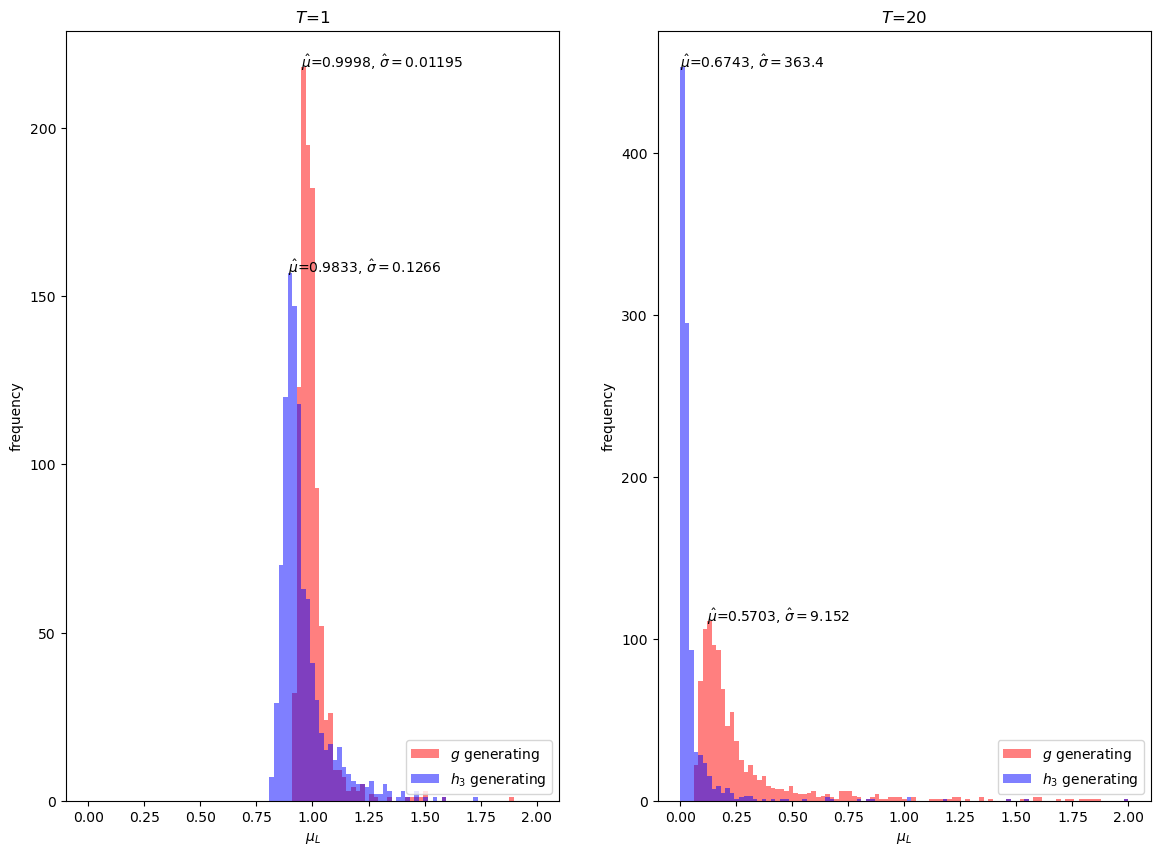 T=1
μ̂=0.9998, σ̂ = 0.01195
μ̂=0.9833, σ̂ = 0.1266
frequency
200
150
100
50
0
0.00 0.25 0.50 0.75 1.00 1.25 1.50 1.75 2.00
μ_L
g generating
h₃ generating
T=20
μ̂=0.6743, σ̂ = 363.4
μ̂=0.5703, σ̂ = 9.152
frequency
400
300
200
100
0
0.00 0.25 0.50 0.75 1.00 1.25 1.50 1.75 2.00
μ_L
g generating
h₃ generating